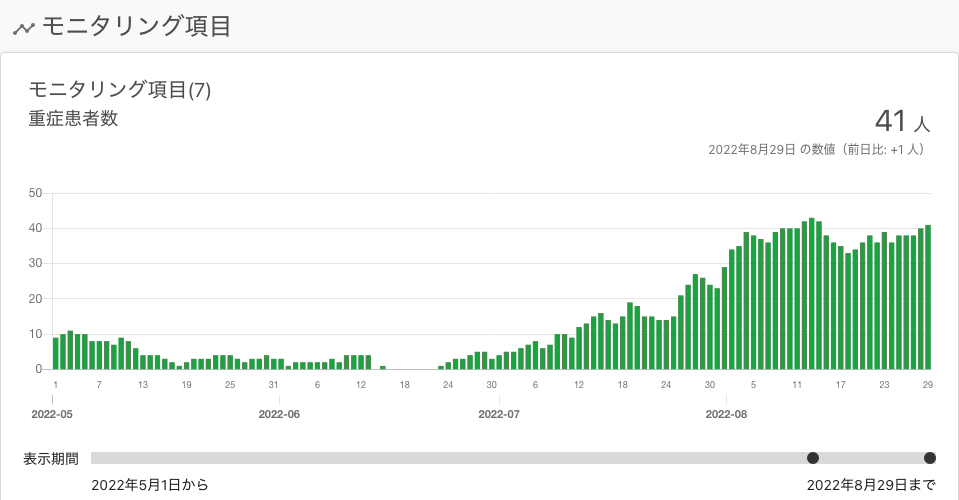 モニタリング項目
モニタリング項目(7)
重症患者数
41 人
2022年8月29日 の数値（前日比: +1 人）
50
40
30
20
10
0
1 7 13 19 25 31 6 12 18 24 30 6 12 18 24 30 5 11 17 23 29
2022-05 2022-06 2022-07 2022-08
表示期間
2022年5月1日から 2022年8月29日まで